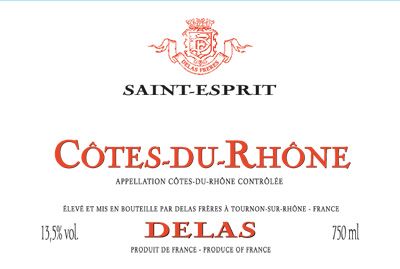 DELAS FRÈRES
SAINT-ESPRIT
CÔTES-DU-RHÔNE
APPELLATION CÔTES-DU-RHÔNE CONTRÔLÉE
ÉLEVÉ ET MIS EN BOUTEILLE PAR DELAS FRÈRES À TOURNON-SUR-RHÔNE - FRANCE
13,5% vol. DELAS 750 ml
PRODUIT DE FRANCE - PRODUCE OF FRANCE